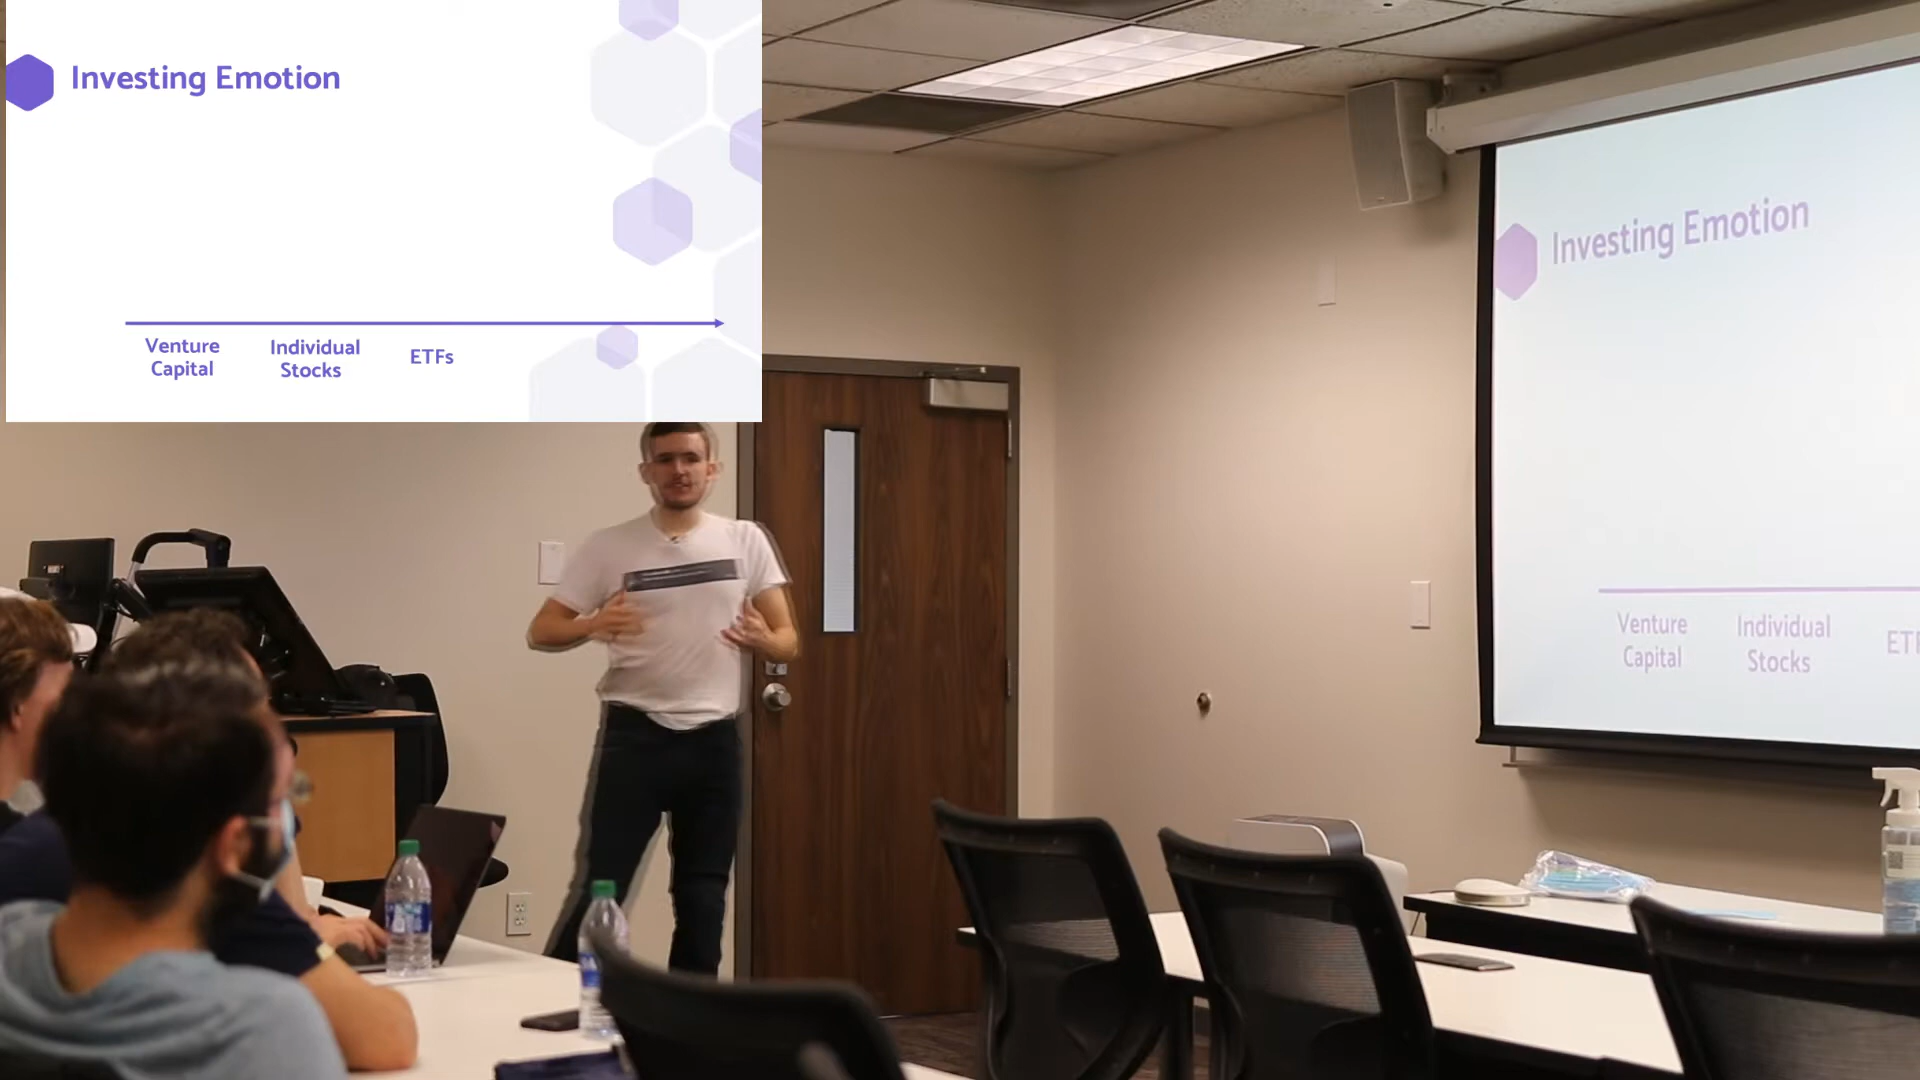 Investing Emotion
Venture
Capital
Individual
Stocks
ETFs
Investing Emotion
Venture
Capital
Individual
Stocks